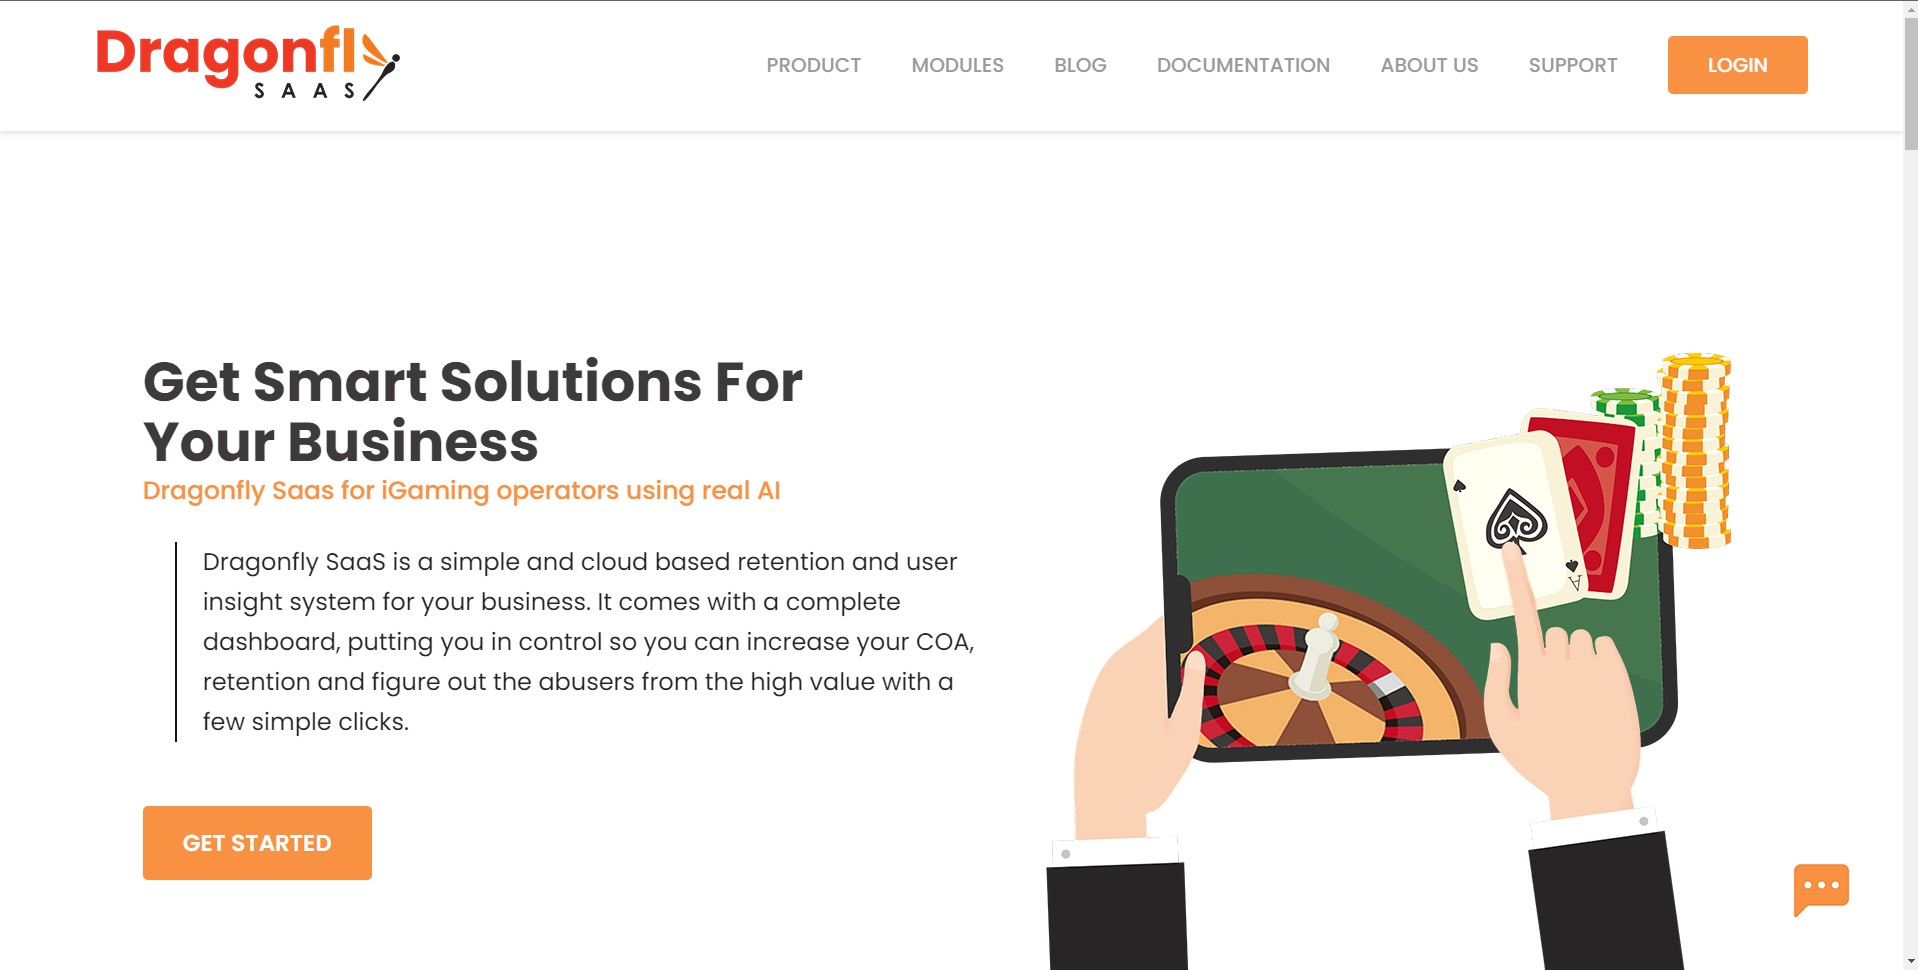 Dragonfly
SAAS
PRODUCT
MODULES
BLOG
DOCUMENTATION
ABOUT US
SUPPORT
LOGIN
Get Smart Solutions For
Your Business
Dragonfly Saas for iGaming operators using real AI
Dragonfly SaaS is a simple and cloud based retention and user
insight system for your business. It comes with a complete
dashboard, putting you in control so you can increase your COA,
retention and figure out the abusers from the high value with a
few simple clicks.
GET STARTED
A